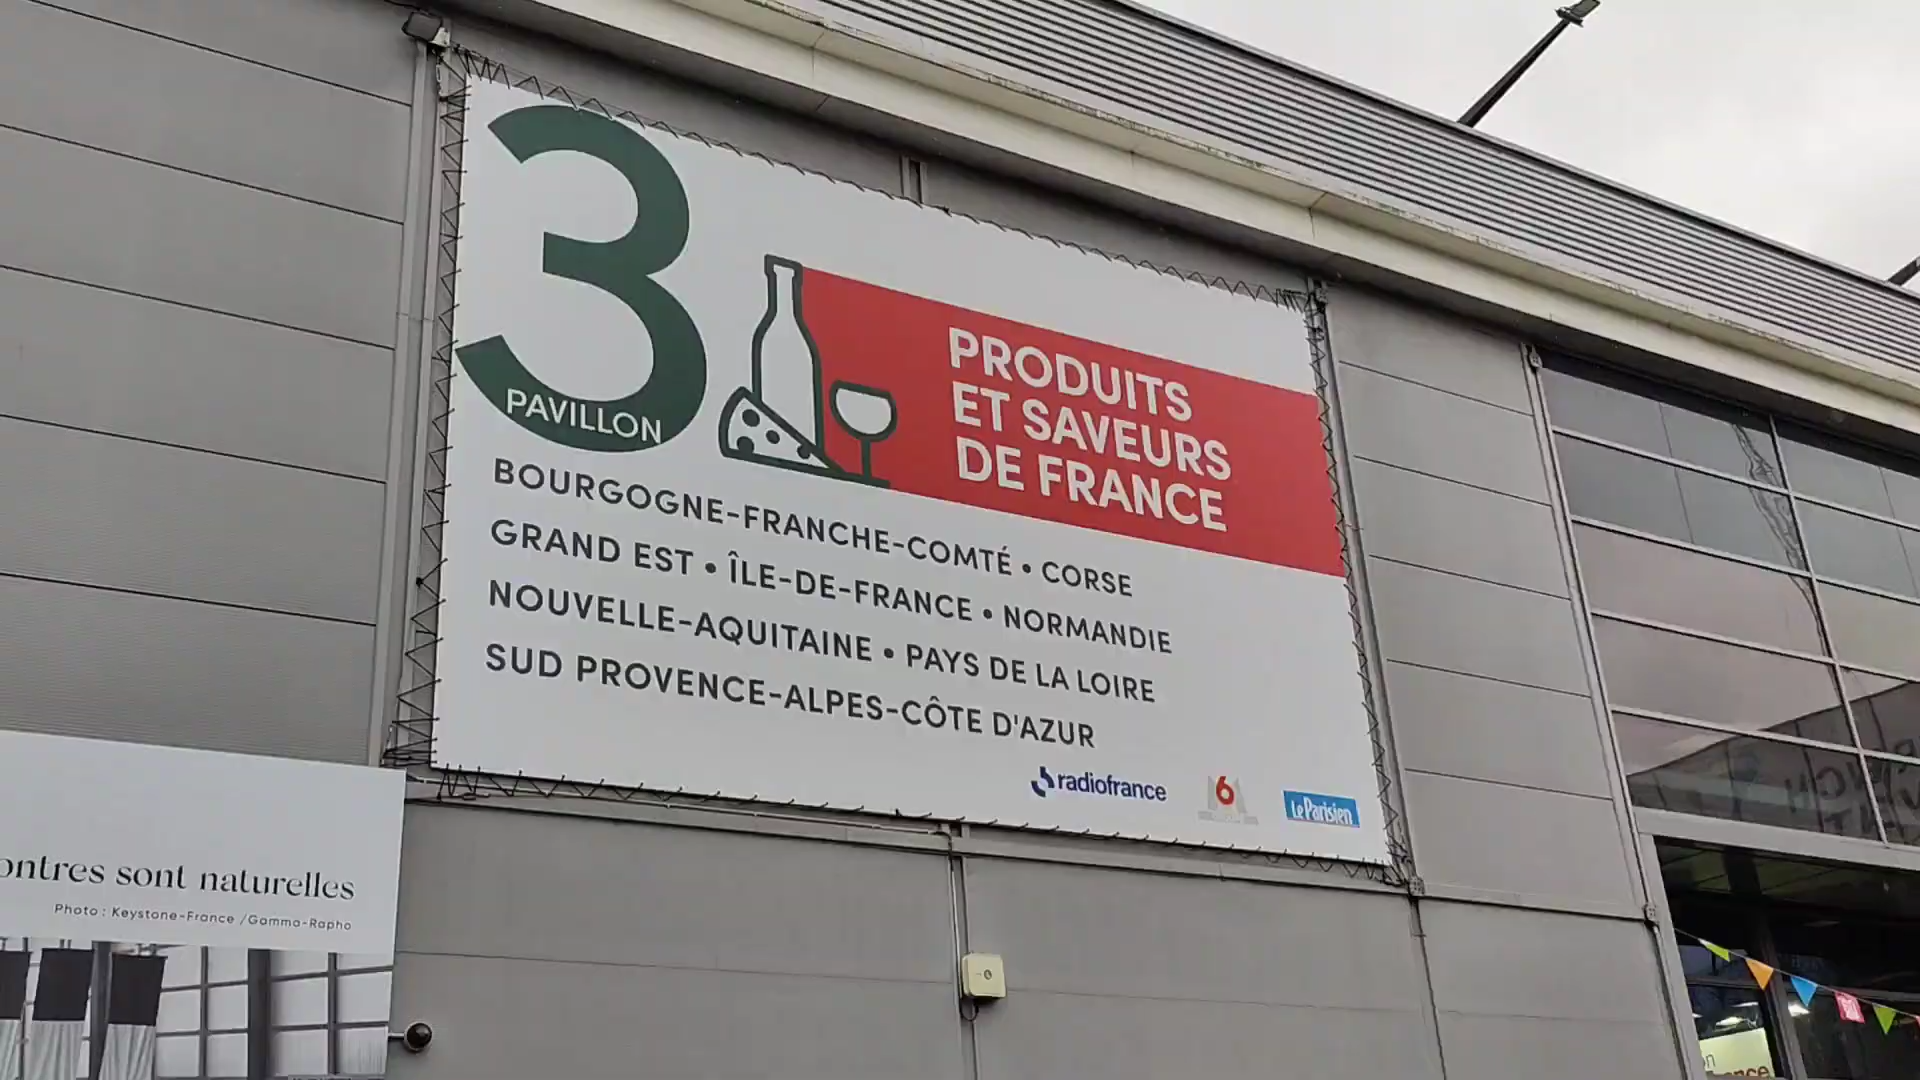 3
PAVILLON
PRODUITS
ET SAVEURS
DE FRANCE
BOURGOGNE-FRANCHE-COMTÉ • CORSE
GRAND EST • ÎLE-DE-FRANCE • NORMANDIE
NOUVELLE-AQUITAINE • PAYS DE LA LOIRE
SUD PROVENCE-ALPES-CÔTE D'AZUR
radiofrance
M6
Le Parisien
sont naturelles
Photo : Keystone-France /Gamma-Rapho